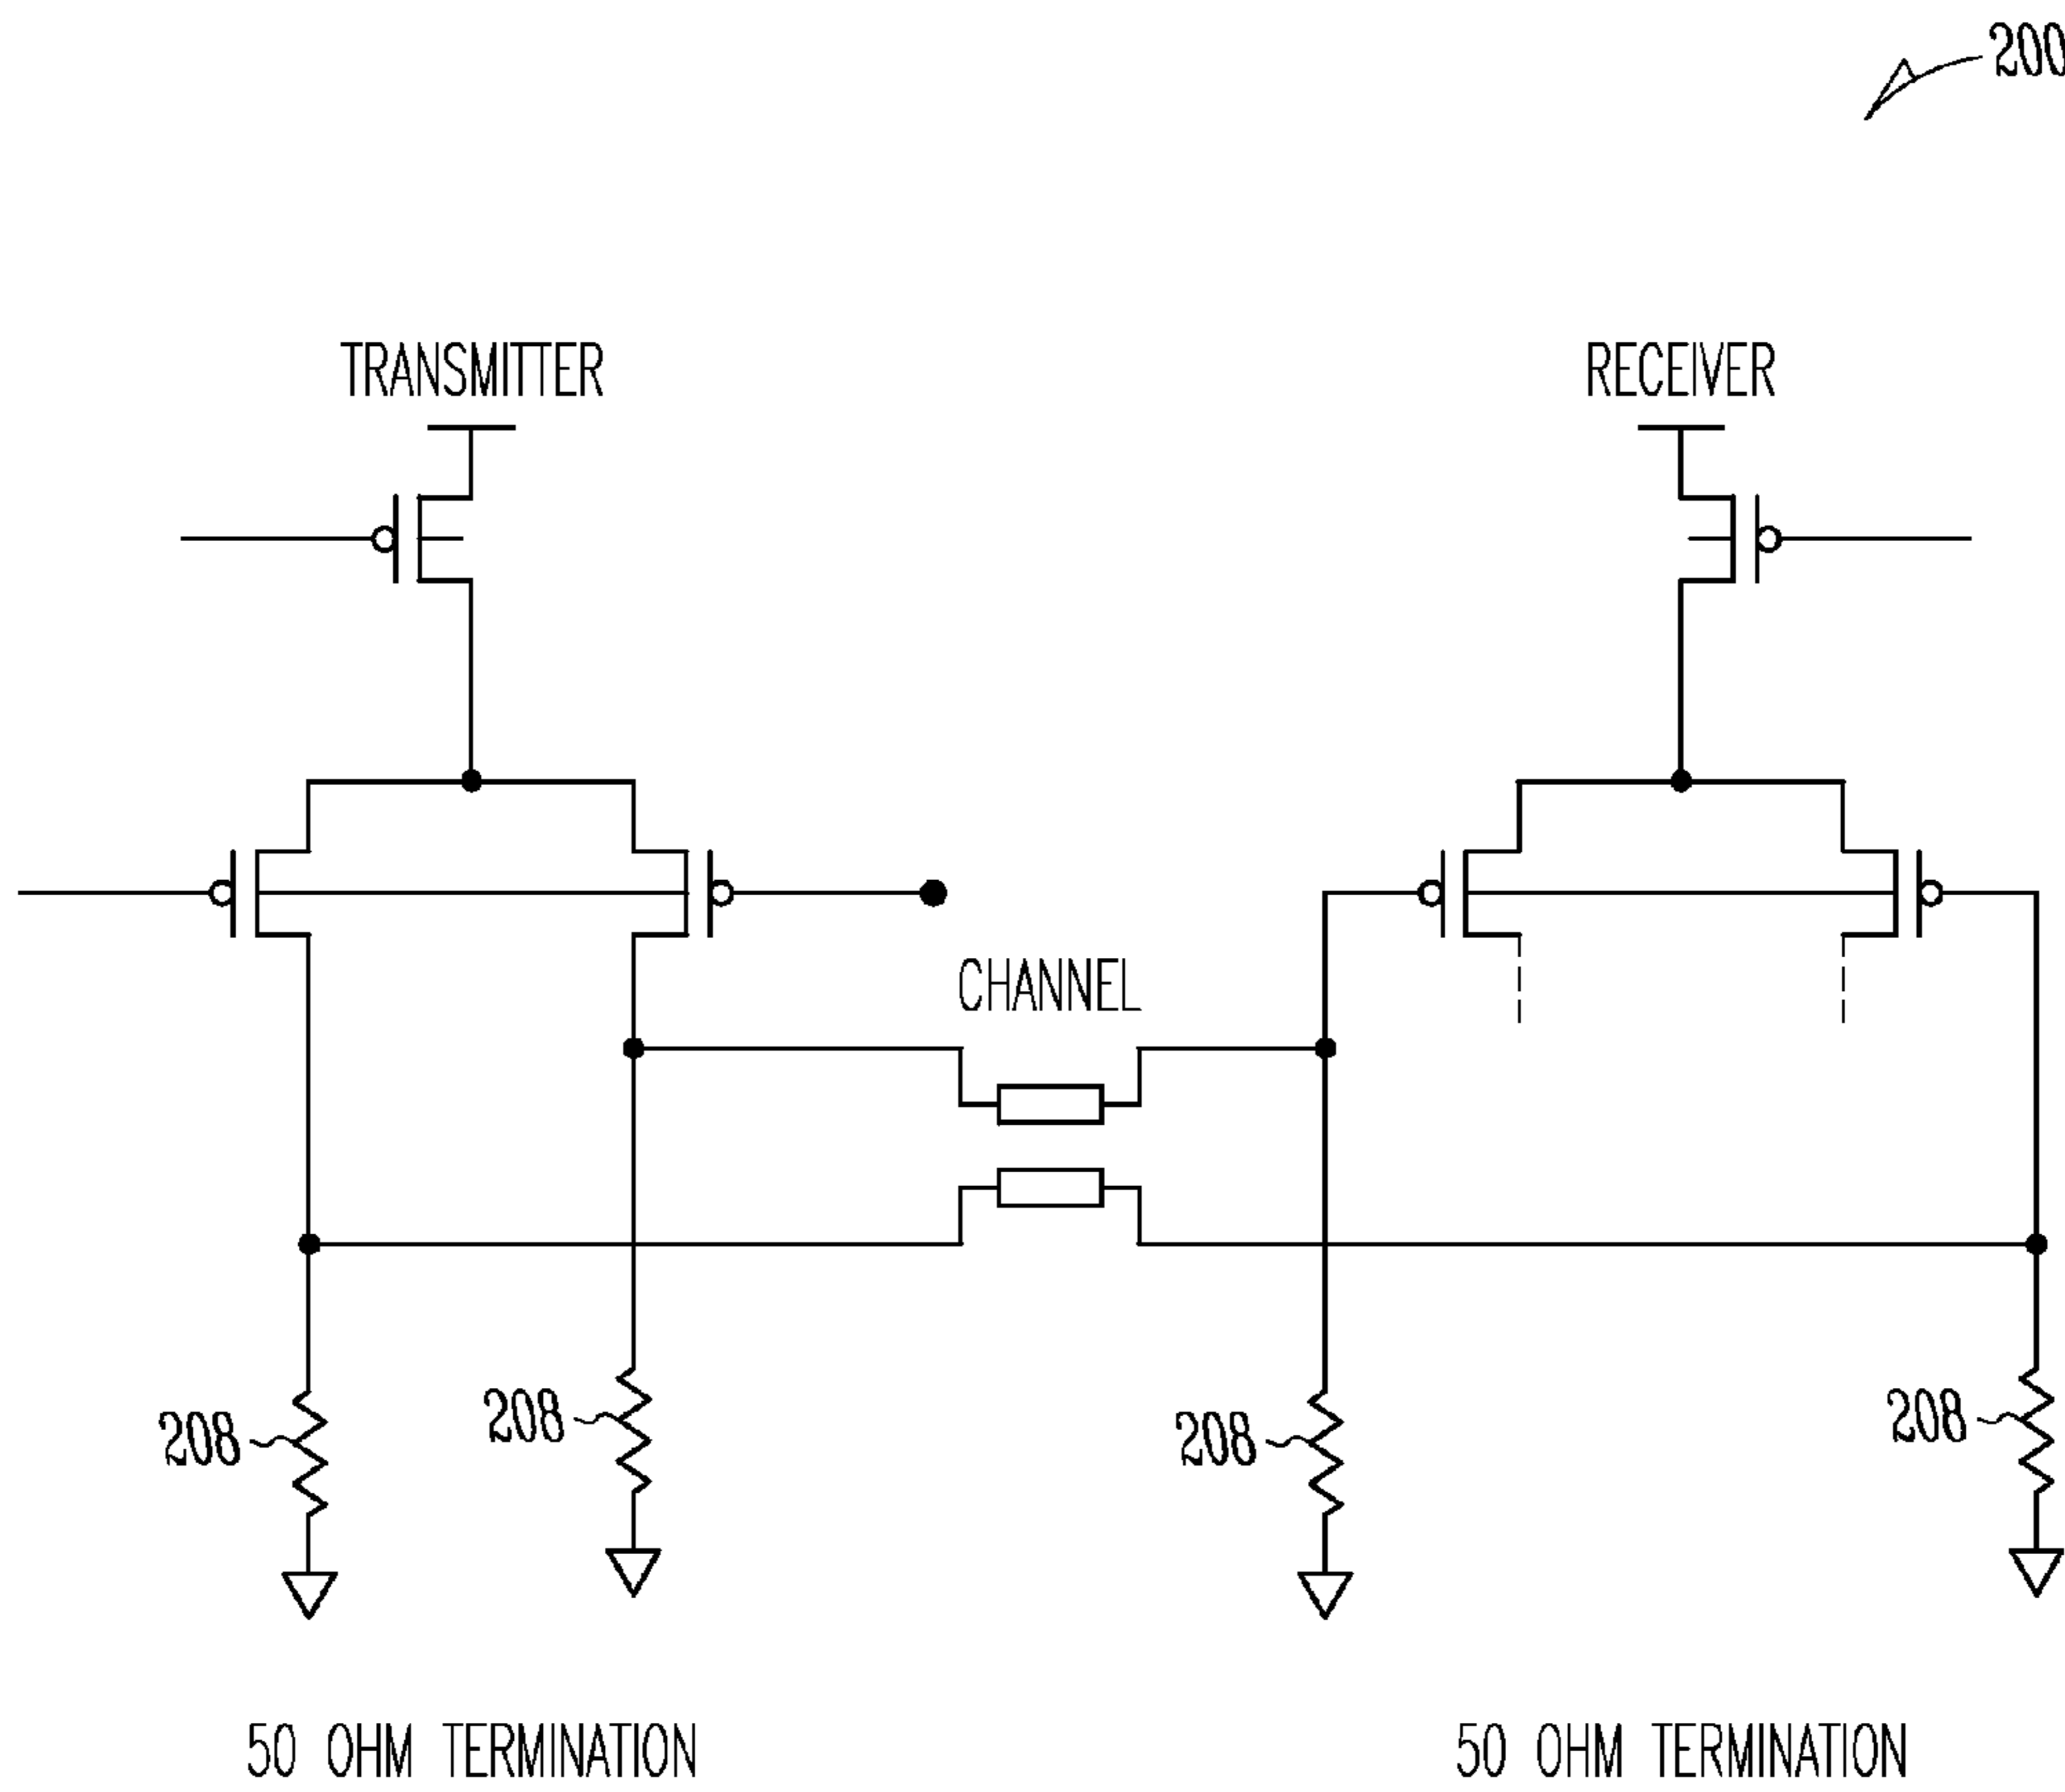 200
TRANSMITTER
RECEIVER
CHANNEL
208
208
208
208
50 OHM TERMINATION
50 OHM TERMINATION